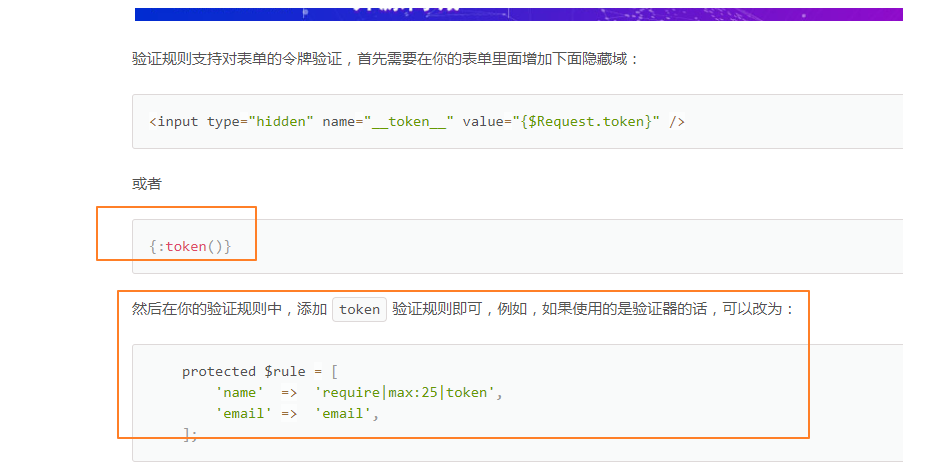 验证规则支持对表单的令牌验证，首先需要在你的表单里面增加下面隐藏域：
<input type="hidden" name="__token__" value="{$Request.token}" />
或者
{:token()}
然后在你的验证规则中，添加 token 验证规则即可，例如，如果使用的是验证器的话，可以改为：
protected $rule = [
'name' => 'require|max:25|token',
'email' => 'email',
];